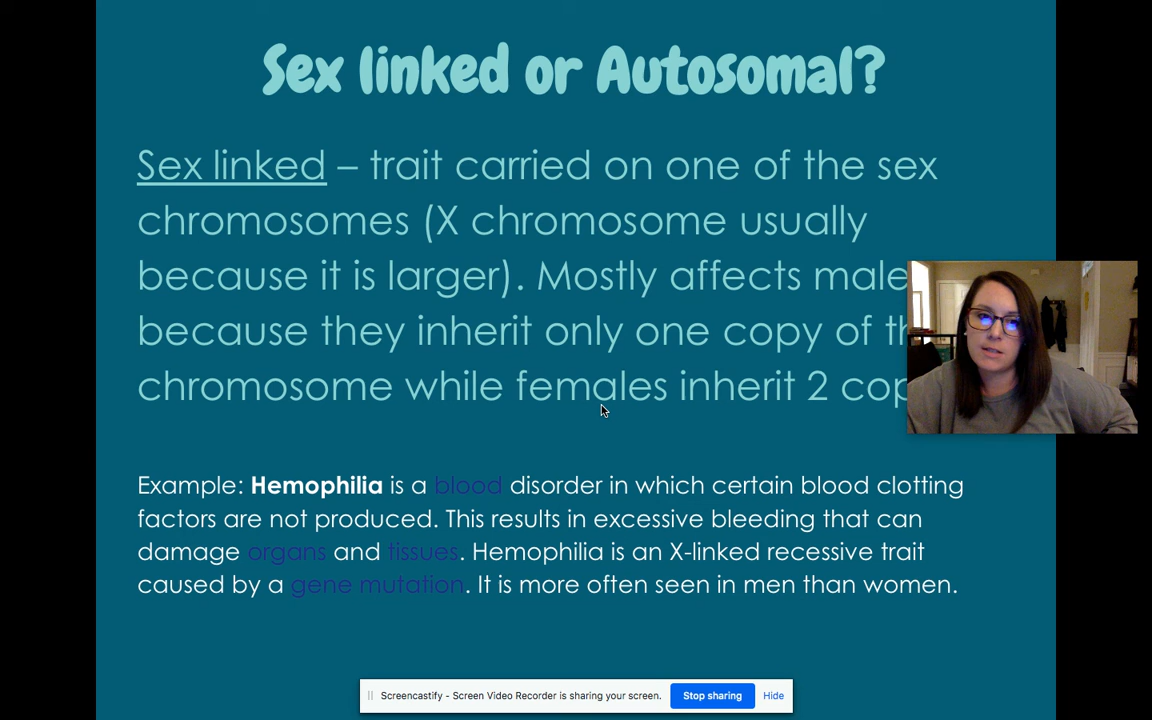 Sex linked or Autosomal?
Sex linked – trait carried on one of the sex
chromosomes (X chromosome usually
because it is larger). Mostly affects male
because they inherit only one copy of th
chromosome while females inherit 2 cop
Example: Hemophilia is a blood disorder in which certain blood clotting
factors are not produced. This results in excessive bleeding that can
damage organs and tissues. Hemophilia is an X-linked recessive trait
caused by a gene mutation. It is more often seen in men than women.
Screencastify - Screen Video Recorder is sharing your screen. Stop sharing Hide